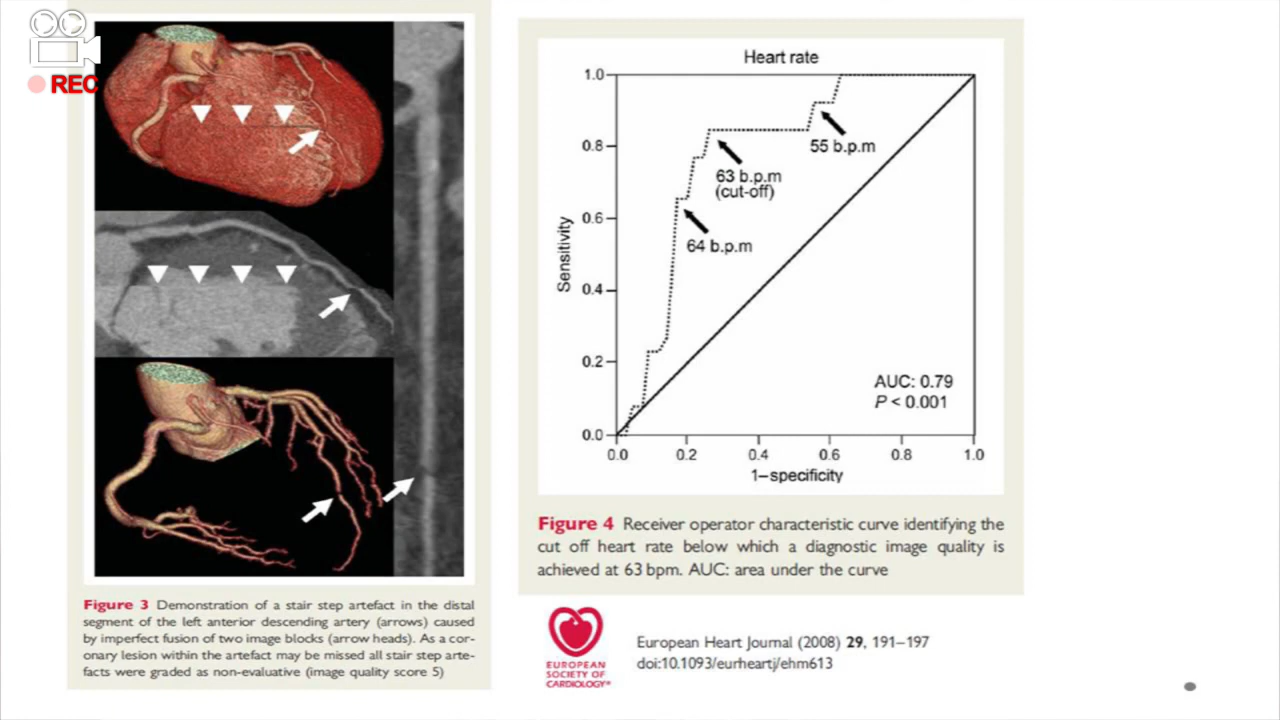 REC
Figure 3 Demonstration of a stair step artefact in the distal
segment of the left anterior descending artery (arrows) caused
by imperfect fusion of two image blocks (arrow heads). As a cor-
onary lesion within the artefact may be missed all stair step arte-
facts were graded as non-evaluative (image quality score 5)
Heart rate
1.0
0.8
0.6
0.4
0.2
0.0
Sensitivity
55 b.p.m
63 b.p.m
(cut-off)
64 b.p.m
AUC: 0.79
P < 0.001
0.0 0.2 0.4 0.6 0.8 1.0
1–specificity
Figure 4 Receiver operator characteristic curve identifying the
cut off heart rate below which a diagnostic image quality is
achieved at 63 bpm. AUC: area under the curve
EUROPEAN
SOCIETY OF
CARDIOLOGY®
European Heart Journal (2008) 29, 191–197
doi:10.1093/eurheartj/ehm613